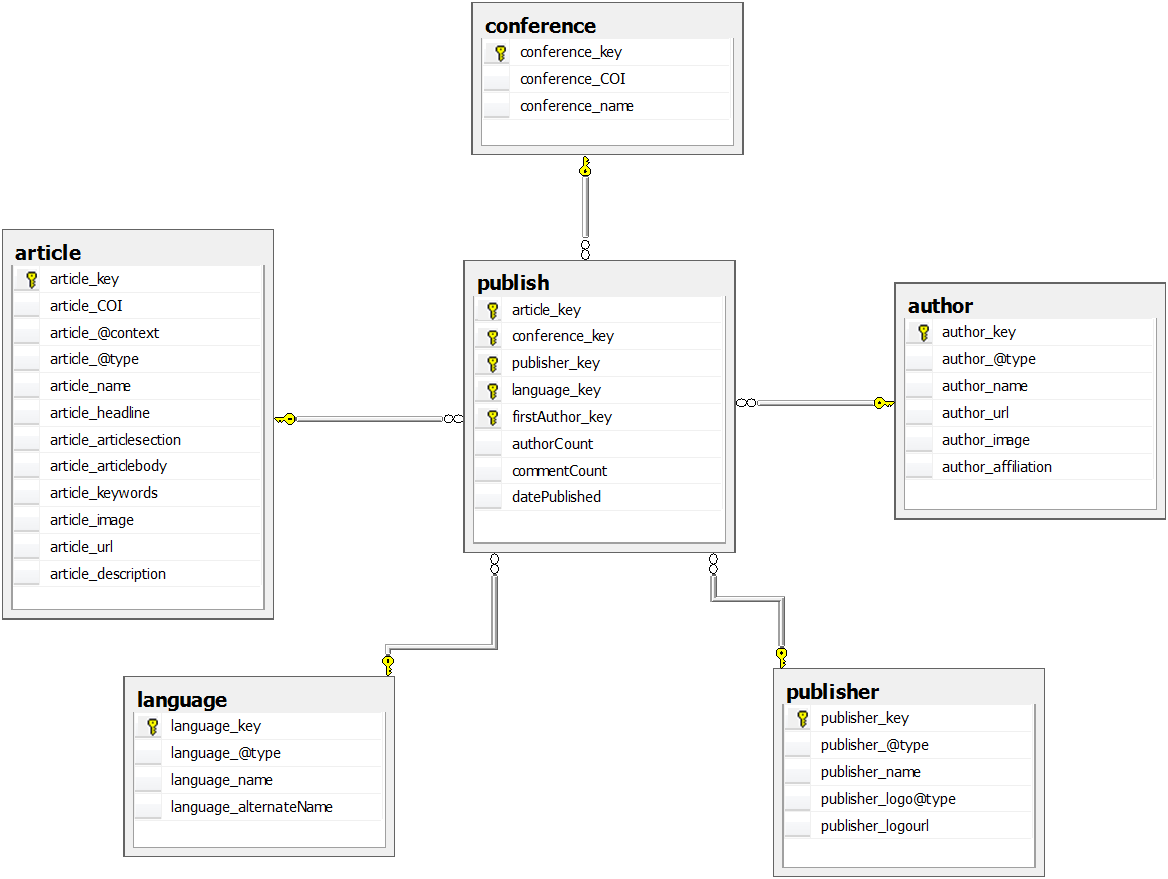 conference
conference_key
conference_COI
conference_name
article
article_key
article_COI
article_@context
article_@type
article_name
article_headline
article_articlesection
article_articlebody
article_keywords
article_image
article_url
article_description
publish
article_key
conference_key
publisher_key
language_key
firstAuthor_key
authorCount
commentCount
datePublished
author
author_key
author_@type
author_name
author_url
author_image
author_affiliation
language
language_key
language_@type
language_name
language_alternateName
publisher
publisher_key
publisher_@type
publisher_name
publisher_logo@type
publisher_logourl